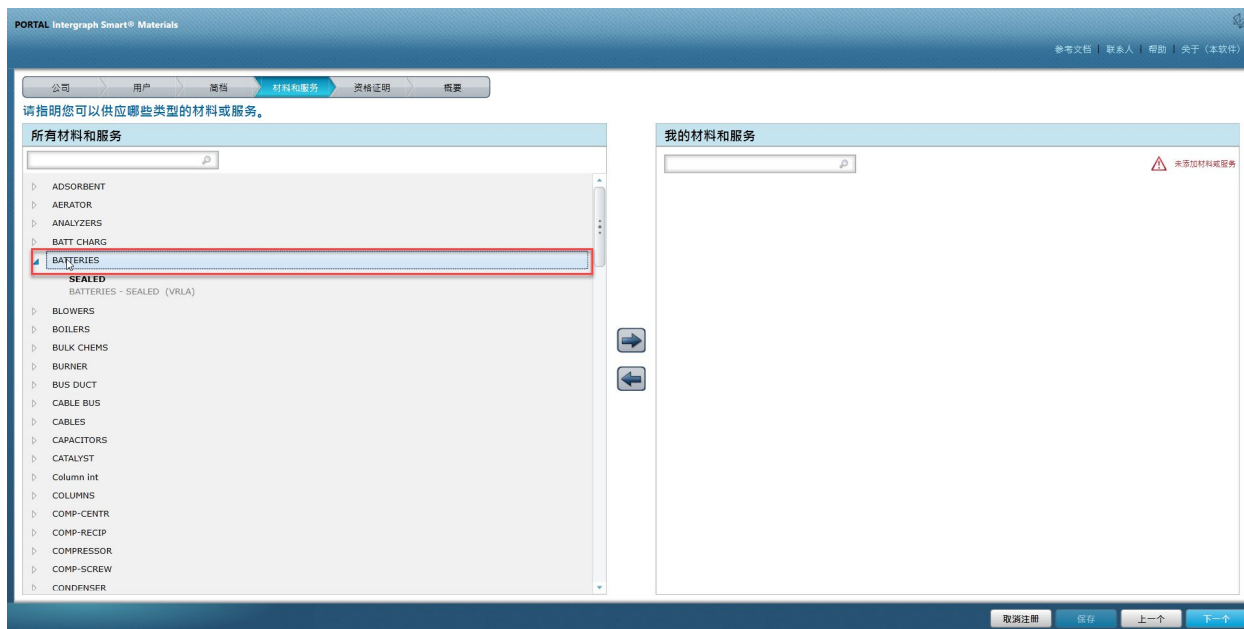 PORTAL Intergraph Smart® Materials
参考文档 | 联系人 | 帮助 | 关于（本软件）
公司 用户 简档 材料和服务 资格证明 概要
请指明您可以供应哪些类型的材料或服务。
所有材料和服务
我的材料和服务
未添加材料或服务
ADSORBENT
AERATOR
ANALYZERS
BATT CHARG
BATTERIES
SEALED
BATTERIES - SEALED (VRLA)
BLOWERS
BOILERS
BULK CHEMS
BURNER
BUS DUCT
CABLE BUS
CABLES
CAPACITORS
CATALYST
Column int
COLUMNS
COMP-CENTR
COMP-RECIP
COMPRESSOR
COMP-SCREW
CONDENSER
取消注册 保存 上一个 下一个